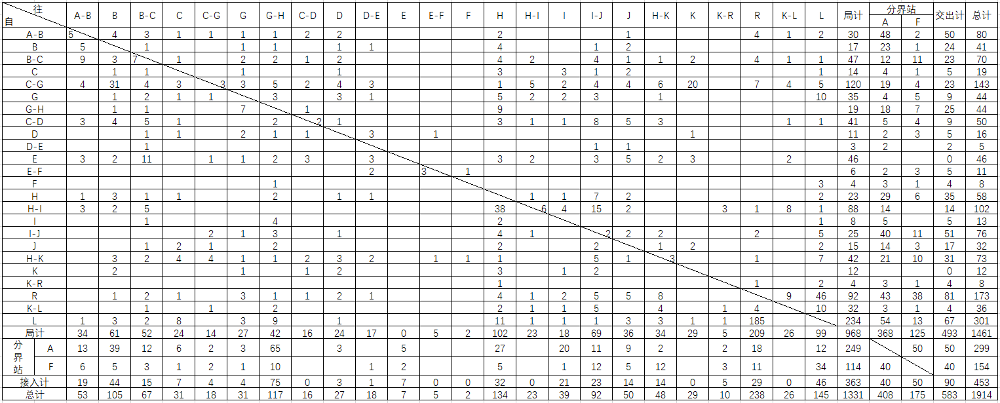 往 A-B B B-C C C-G G G-H C-D D D-E E E-F F H H-I I I-J J H-K K K-R R K-L L 局计 分界站 交出计 总计
自 A F
A-B 5 4 3 1 1 1 1 2 2 2 1 4 1 2 30 48 2 50 80
B 5 1 1 1 1 1 4 1 2 17 23 1 24 41
B-C 9 3 7 1 2 2 1 2 4 2 4 1 1 2 4 1 1 47 12 11 23 70
C 1 1 1 1 3 3 1 2 1 14 4 1 5 19
C-G 4 31 4 3 3 3 5 2 4 3 1 5 2 4 4 6 20 7 4 5 120 19 4 23 143
G 1 2 1 1 3 3 1 5 2 2 3 1 10 35 4 5 9 44
G-H 1 1 7 1 9 19 18 7 25 44
C-D 3 4 5 1 2 2 1 3 1 1 8 5 3 1 1 41 5 4 9 50
D 1 1 2 1 1 3 1 1 11 2 3 5 16
D-E 1 1 1 3 2 2 5
E 3 2 11 1 1 2 3 3 3 2 3 5 2 3 2 46 0 46
E-F 2 3 1 6 2 3 5 11
F 1 3 4 3 1 4 8
H 1 3 1 1 2 1 1 1 1 7 2 2 23 29 6 35 58
H-I 3 2 5 38 6 4 15 2 3 1 8 1 88 14 14 102
I 1 4 2 1 8 5 5 13
I-J 2 1 3 1 4 1 2 2 2 2 5 25 40 11 51 76
J 1 2 1 2 2 2 1 2 2 15 14 3 17 32
H-K 3 2 4 4 1 1 2 3 2 1 1 1 5 1 3 1 7 42 21 10 31 73
K 2 1 1 2 3 1 2 12 0 12
K-R 1 1 2 4 3 1 4 8
R 1 2 1 3 1 1 2 1 4 1 2 5 5 8 9 46 92 43 38 81 173
K-L 1 1 2 2 1 1 5 4 1 4 10 32 3 1 4 36
L 1 3 2 8 3 9 1 11 1 1 1 3 3 1 1 185 234 54 13 67 301
局计 34 61 52 24 14 27 42 16 24 17 0 5 2 102 23 18 69 36 34 29 5 209 26 99 968 368 125 493 1461
分界站 A 13 39 12 6 2 3 65 3 5 27 20 11 9 2 2 18 12 249 50 50 299
F 6 5 3 1 2 1 10 1 2 5 1 12 5 12 3 11 34 114 40 40 154
接入计 19 44 15 7 4 4 75 0 3 1 7 0 0 32 0 21 23 14 14 0 5 29 0 46 363 40 50 90 453
总计 53 105 67 31 18 31 117 16 27 18 7 5 2 134 23 39 92 50 48 29 10 238 26 145 1331 408 175 583 1914